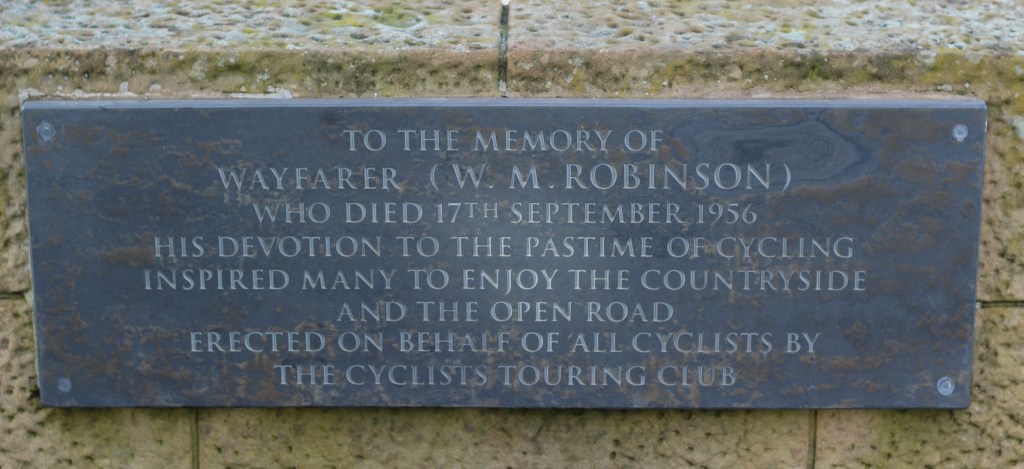 TO THE MEMORY OF
WAYFARER (W. M. ROBINSON)
WHO DIED 17TH SEPTEMBER 1956
HIS DEVOTION TO THE PASTIME OF CYCLING
INSPIRED MANY TO ENJOY THE COUNTRYSIDE
AND THE OPEN ROAD
ERECTED ON BEHALF OF ALL CYCLISTS BY
THE CYCLISTS TOURING CLUB